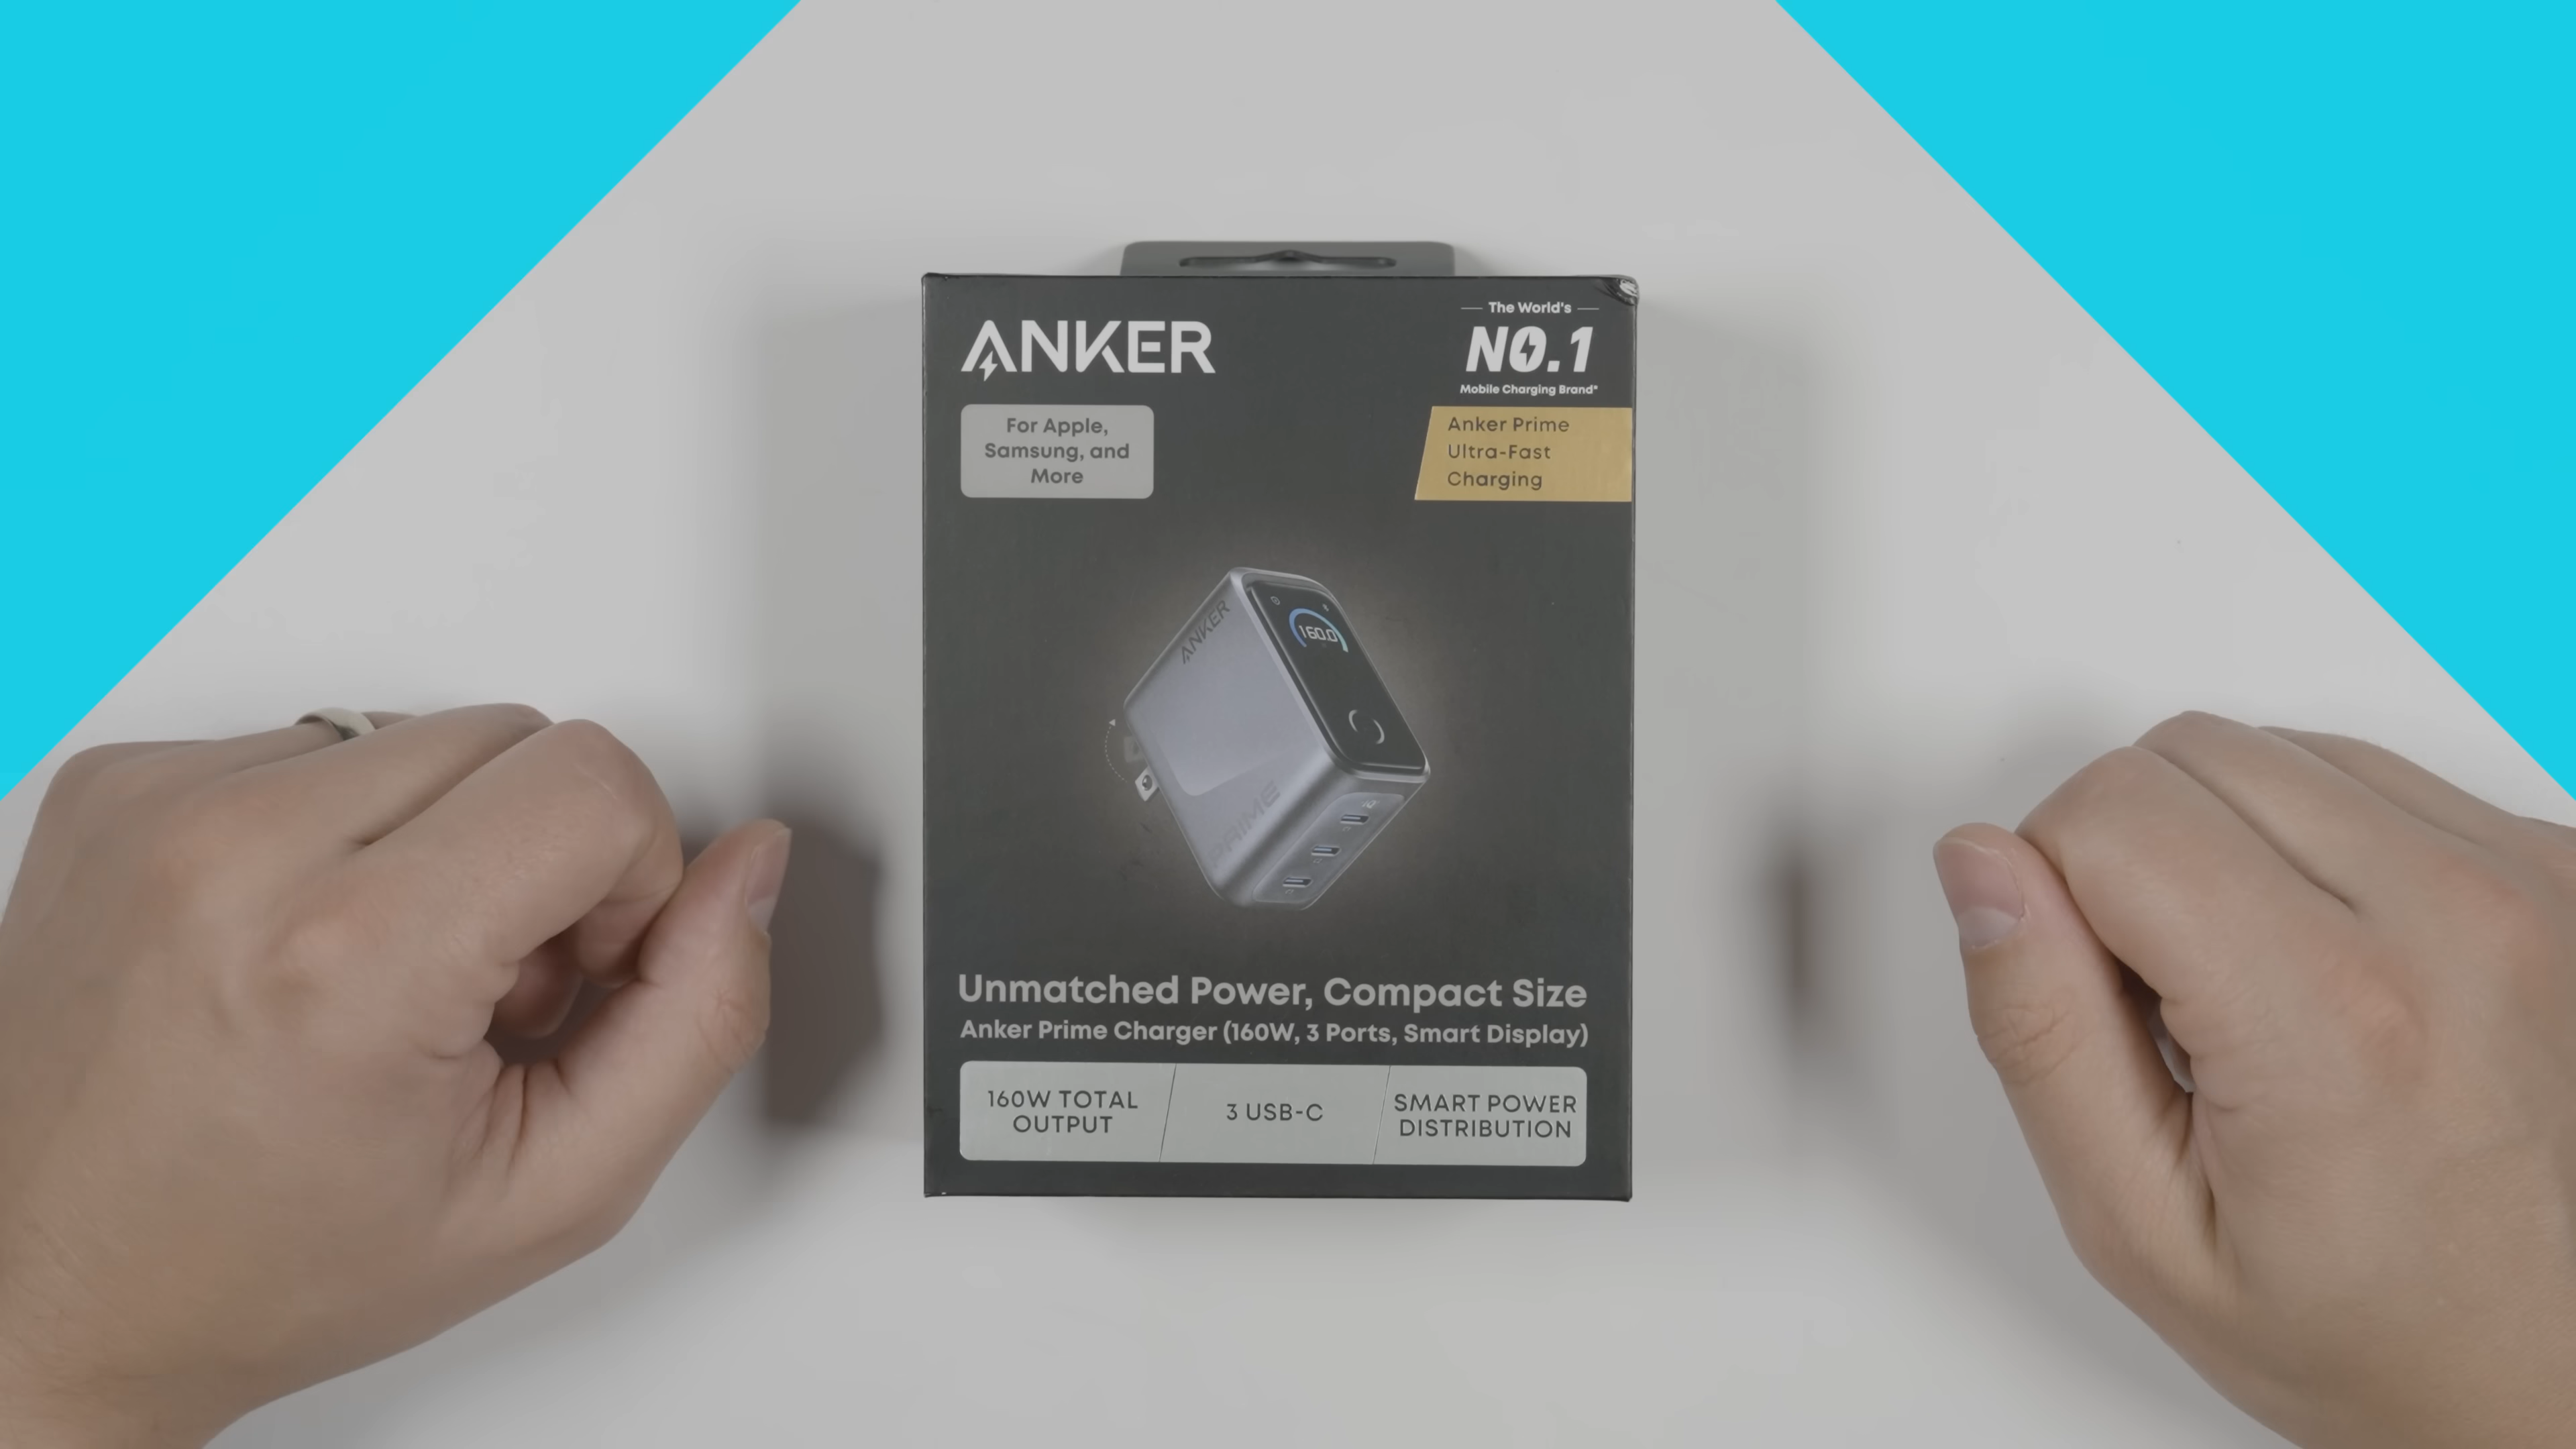 ANKER
The World's
NO.1
Mobile Charging Brand*
For Apple,
Samsung, and
More
Anker Prime
Ultra-Fast
Charging
ANKER
160.0
PRIME
Unmatched Power, Compact Size
Anker Prime Charger (160W, 3 Ports, Smart Display)
160W TOTAL
OUTPUT
3 USB-C
SMART POWER
DISTRIBUTION